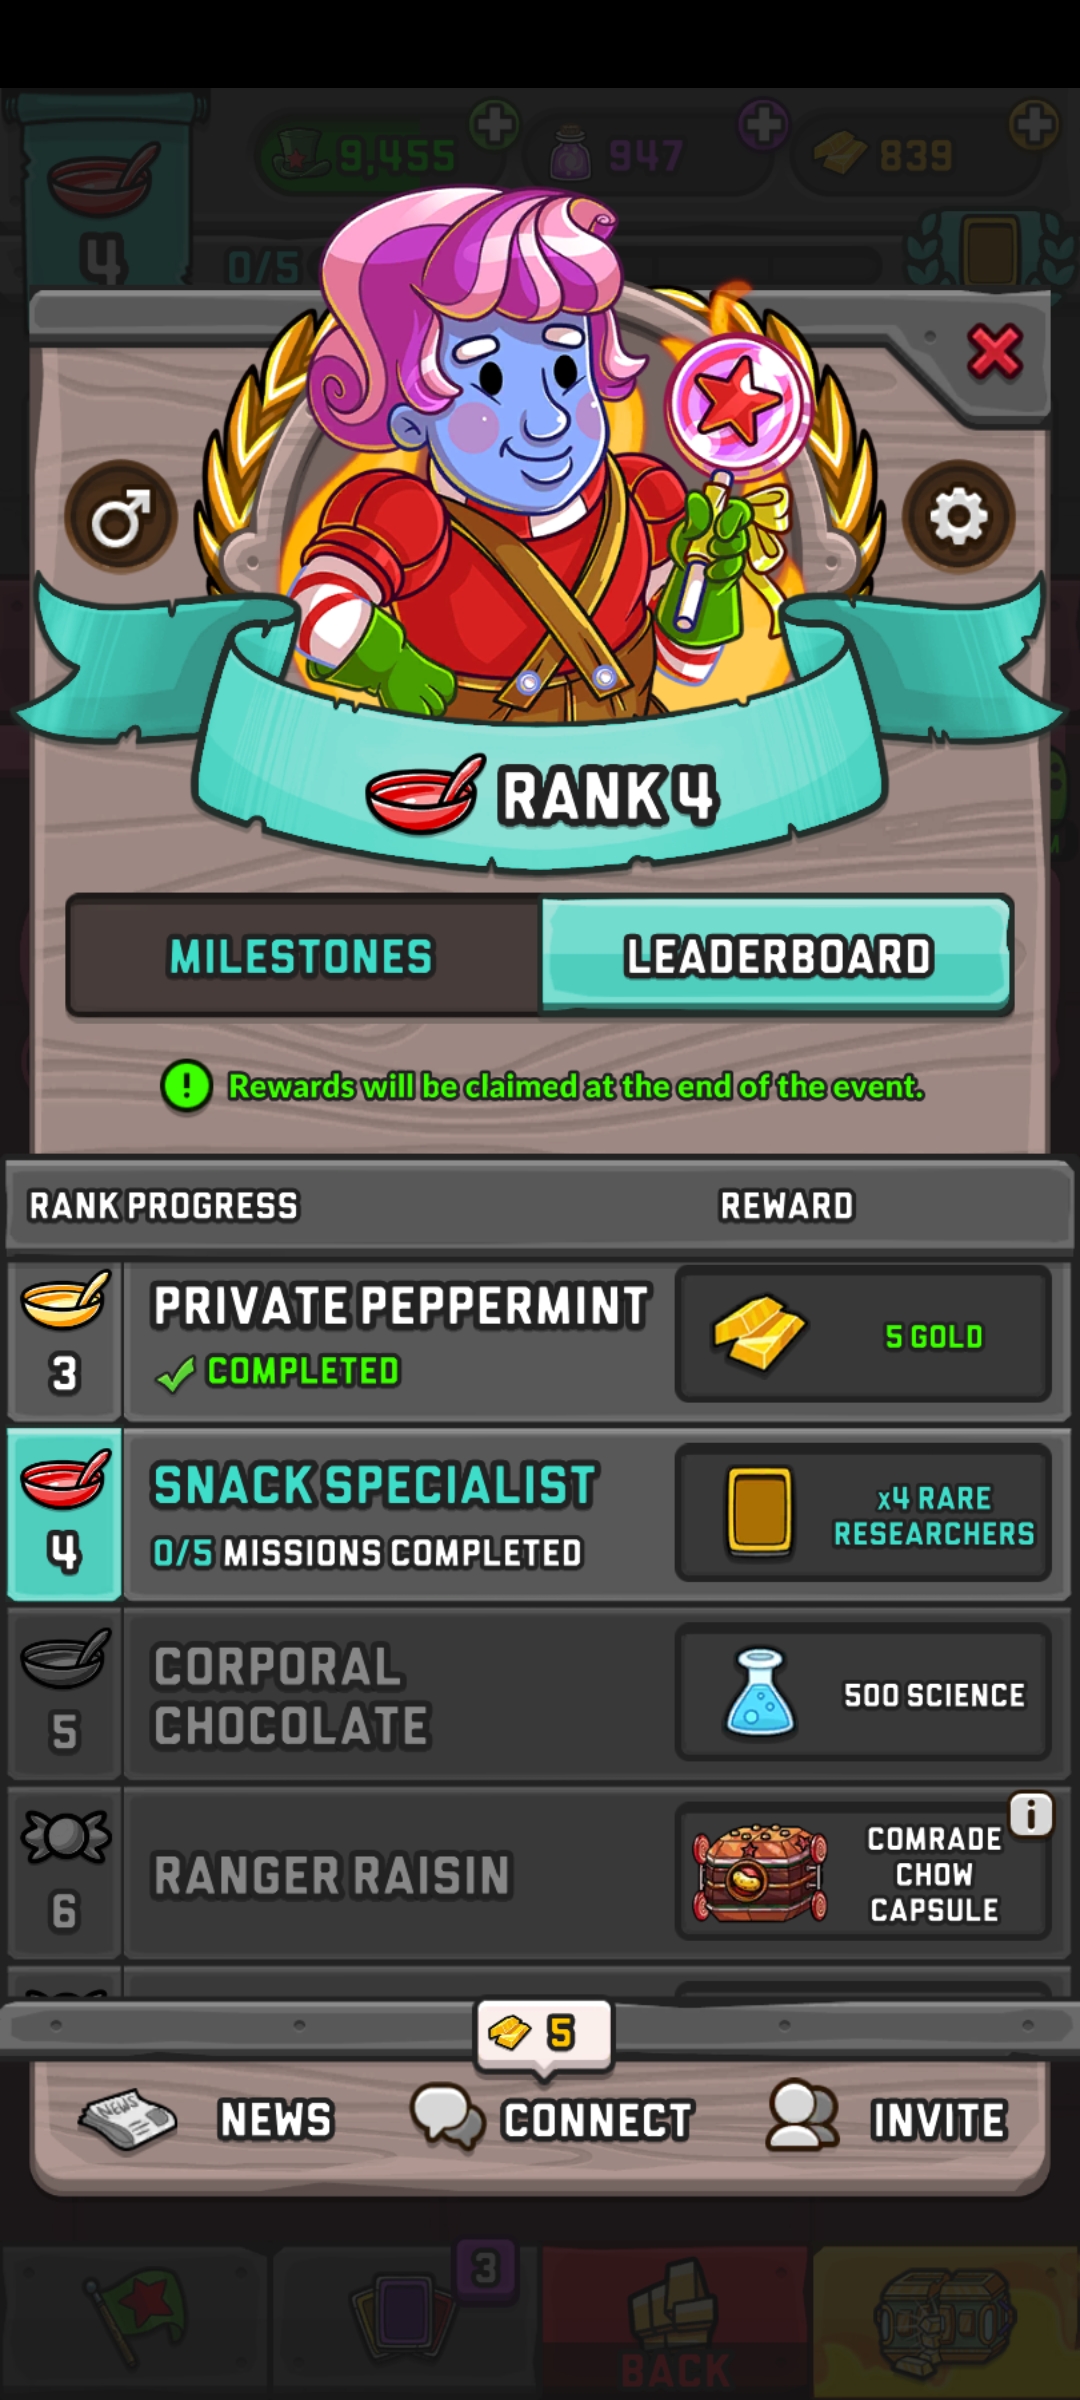 9,455
947
839
4
0/5
RANK 4
MILESTONES
LEADERBOARD
Rewards will be claimed at the end of the event.
RANK PROGRESS
REWARD
PRIVATE PEPPERMINT
COMPLETED
3
5 GOLD
SNACK SPECIALIST
4
0/5 MISSIONS COMPLETED
x4 RARE
RESEARCHERS
CORPORAL
CHOCOLATE
5
500 SCIENCE
RANGER RAISIN
6
COMRADE
CHOW
CAPSULE
5
NEWS
NEWS
CONNECT
INVITE
3
BACK